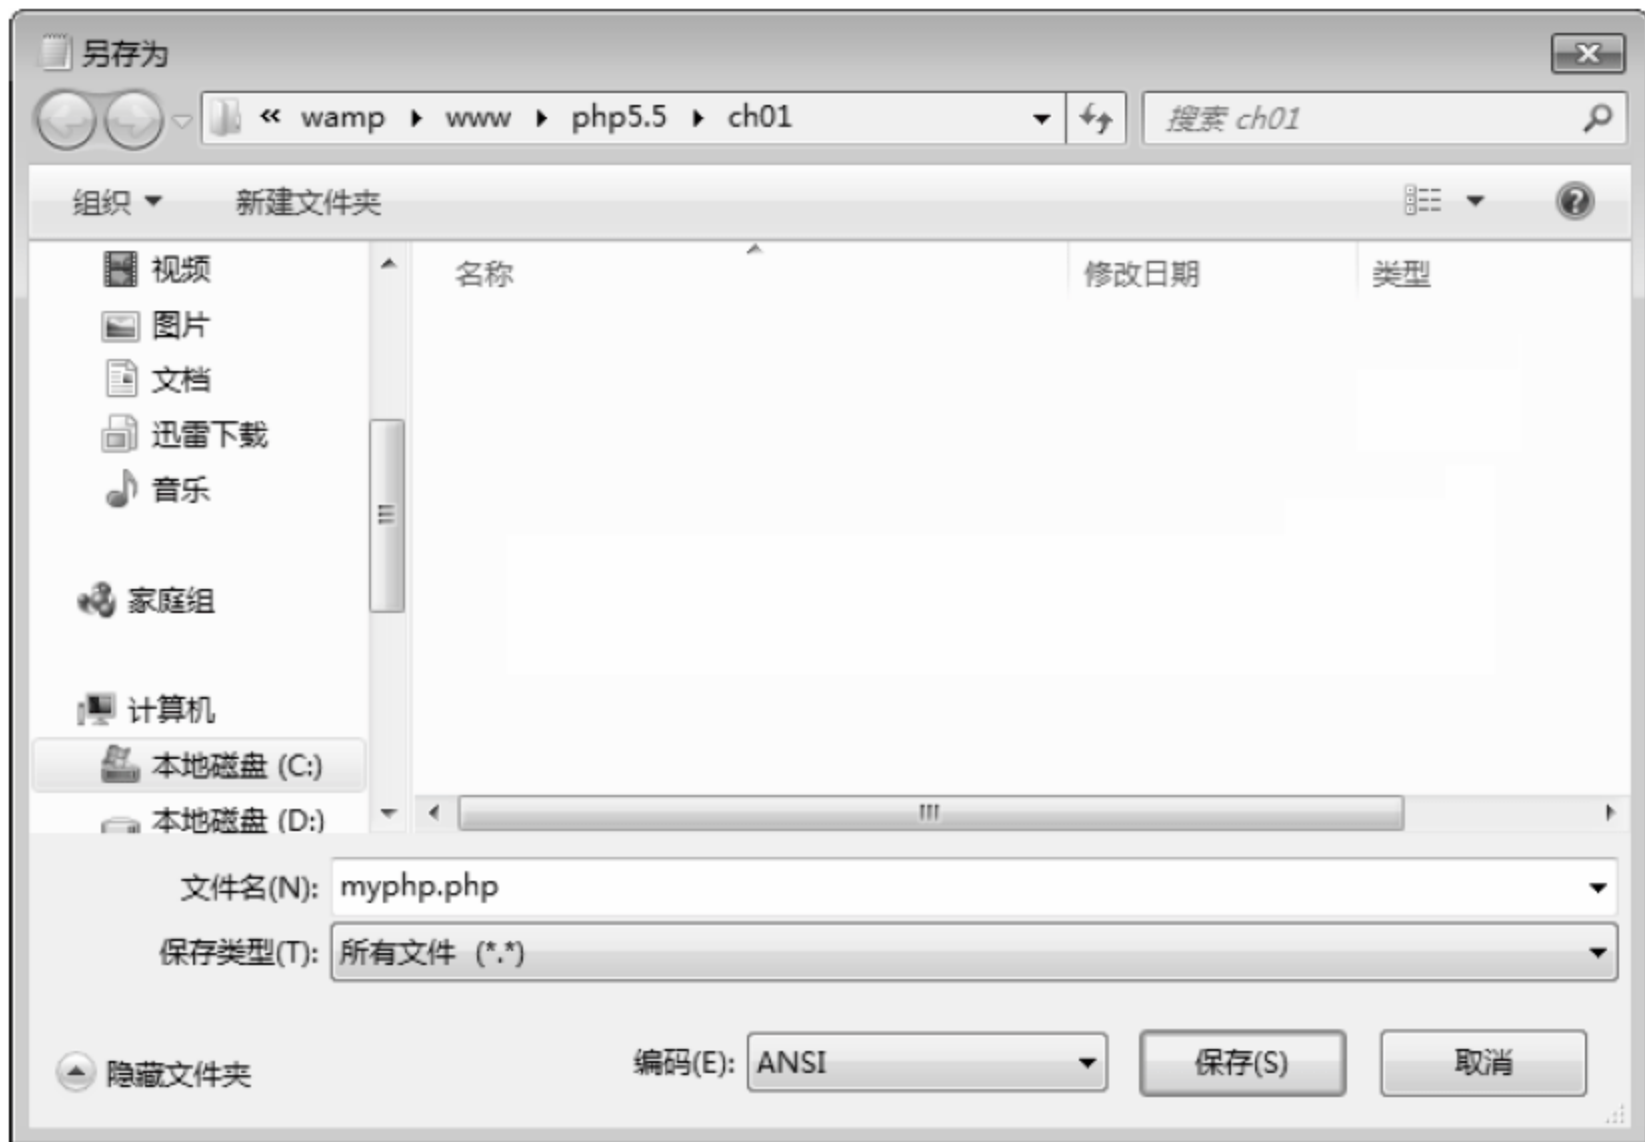 另存为
« wamp ▸ www ▸ php5.5 ▸ ch01
搜索 ch01
组织 新建文件夹
名称 修改日期 类型
视频
图片
文档
迅雷下载
音乐
家庭组
计算机
本地磁盘 (C:)
本地磁盘 (D:)
文件名(N): myphp.php
保存类型(T): 所有文件 (*.*)
隐藏文件夹 编码(E): ANSI 保存(S) 取消